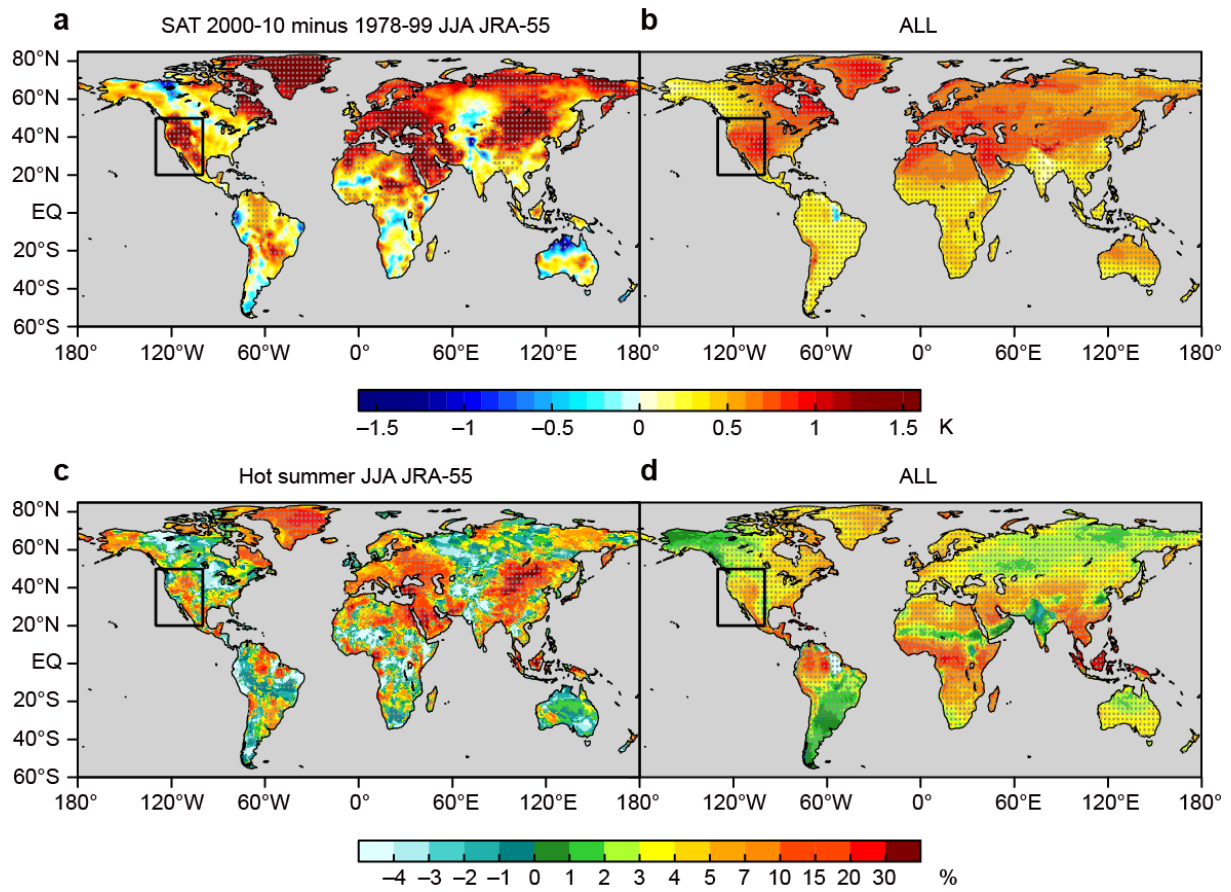 a SAT 2000-10 minus 1978-99 JJA JRA-55
b ALL
80°N
60°N
40°N
20°N
EQ
20°S
40°S
60°S
180° 120°W 60°W 0° 60°E 120°E 180° 120°W 60°W 0° 60°E 120°E 180°
–1.5 –1 –0.5 0 0.5 1 1.5 K
c Hot summer JJA JRA-55
d ALL
80°N
60°N
40°N
20°N
EQ
20°S
40°S
60°S
180° 120°W 60°W 0° 60°E 120°E 180° 120°W 60°W 0° 60°E 120°E 180°
–4 –3 –2 –1 0 1 2 3 4 5 7 10 15 20 30 %